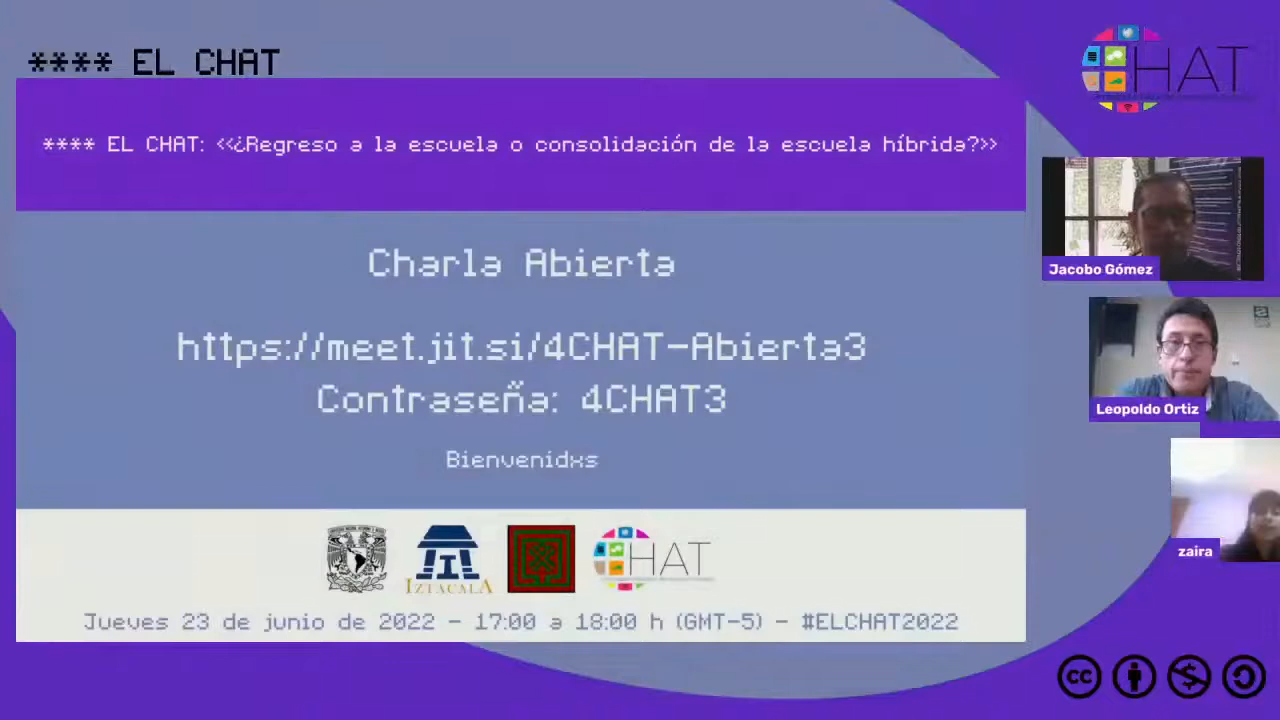 **** EL CHAT
HAT
**** EL CHAT: <<¿Regreso a la escuela o consolidación de la escuela híbrida?>>
Charla Abierta
https://meet.jit.si/4CHAT-Abierta3
Contraseña: 4CHAT3
Bienvenidxs
Jacobo Gómez
Leopoldo Ortiz
zaira
IZTACALA
HAT
Jueves 23 de junio de 2022 - 17:00 a 18:00 h (GMT-5) - #ELCHAT2022
cc